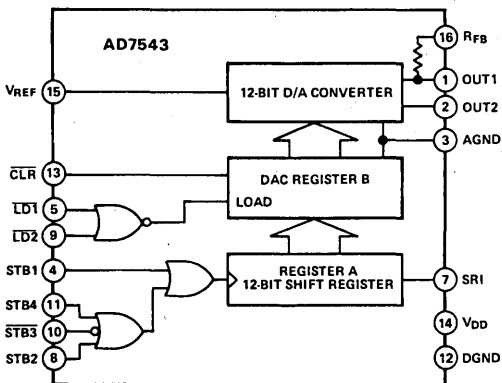 AD7543
16 RFB
1 OUT1
2 OUT2
3 AGND
VREF 15
12-BIT D/A CONVERTER
CLR 13
DAC REGISTER B
LOAD
LD1 5
LD2 9
STB1 4
REGISTER A
12-BIT SHIFT REGISTER
7 SRI
STB4 11
STB3 10
STB2 8
14 VDD
12 DGND